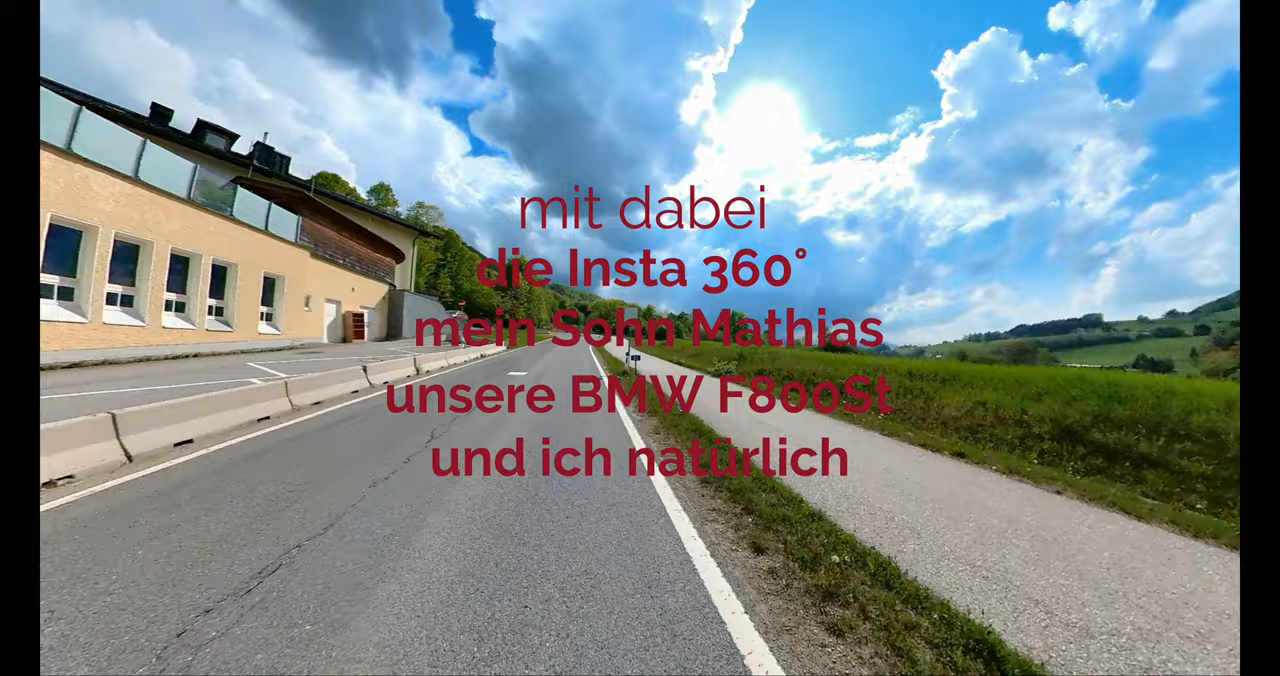 mit dabei
die Insta 360°
mein Sohn Mathias
unsere BMW F800St
und ich natürlich